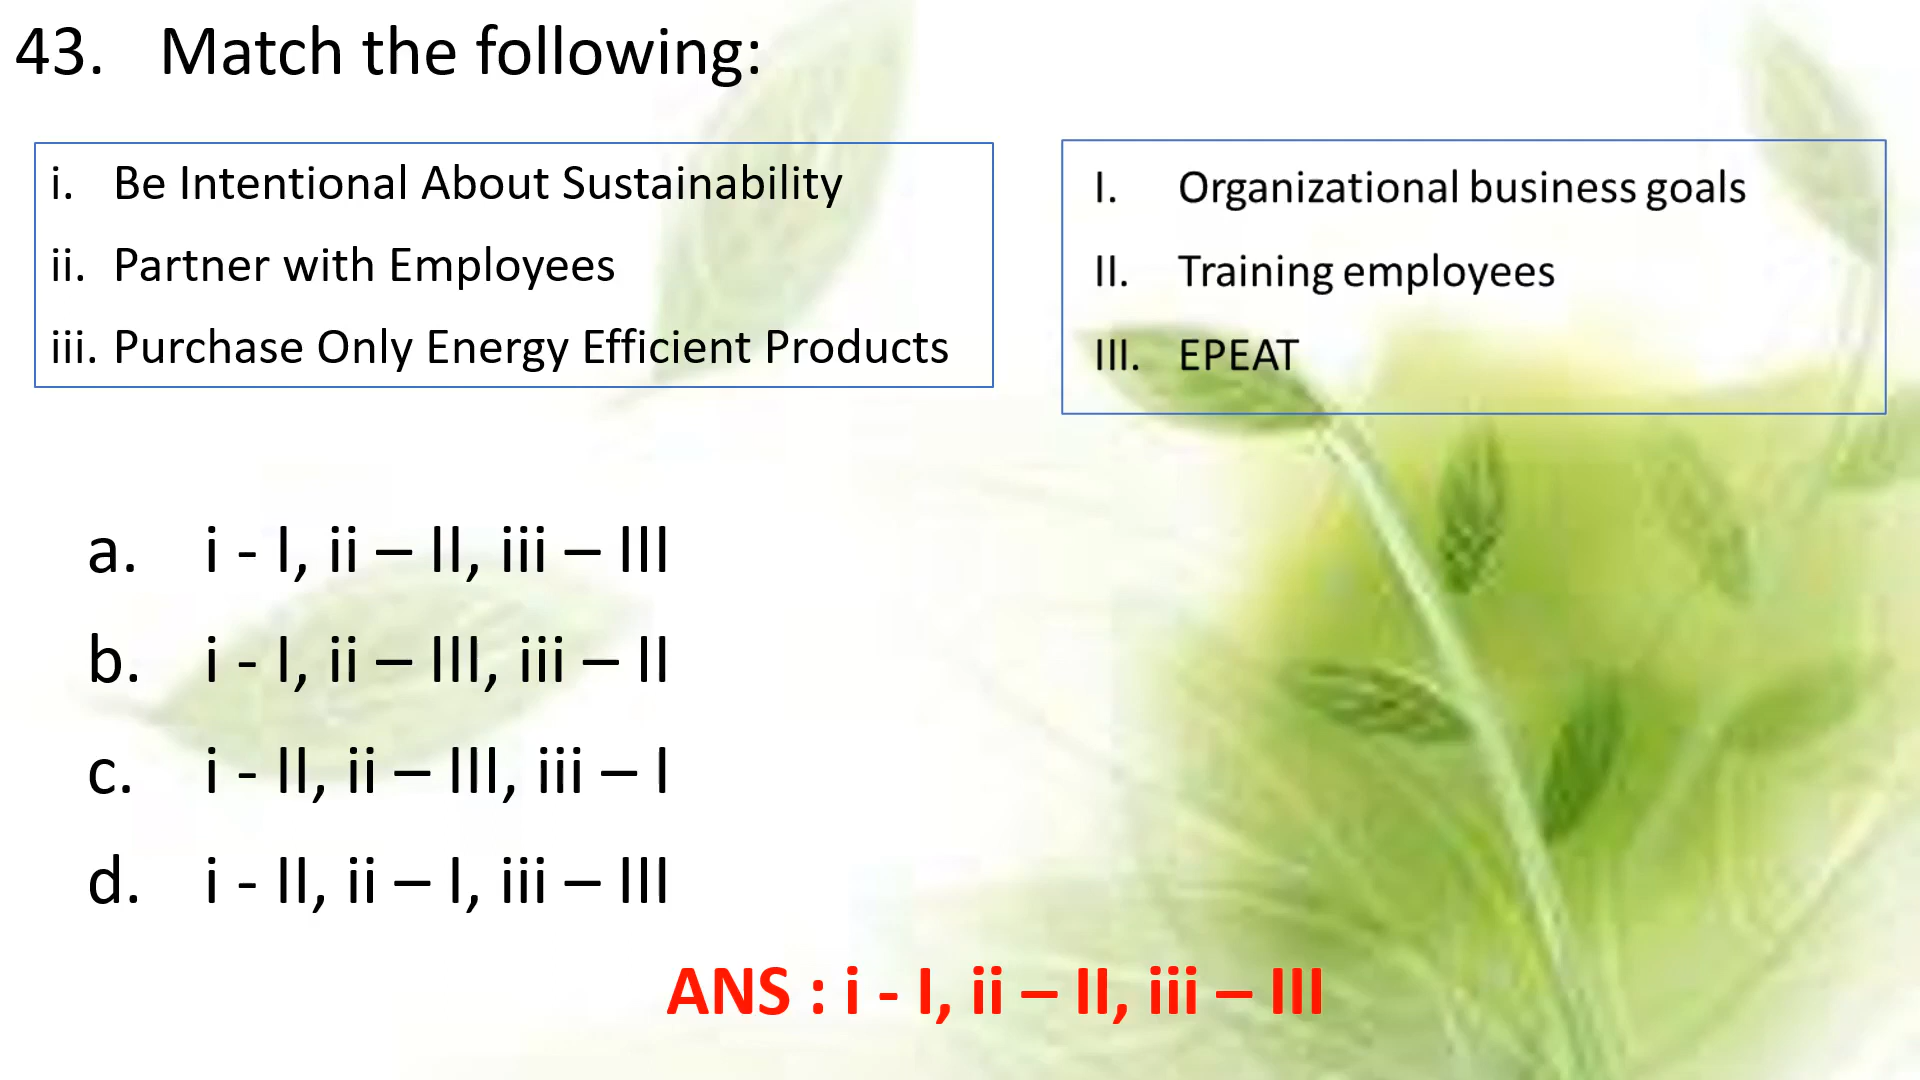 43. Match the following:
i. Be Intentional About Sustainability
ii. Partner with Employees
iii. Purchase Only Energy Efficient Products
I. Organizational business goals
II. Training employees
III. EPEAT
a. i - I, ii – II, iii – III
b. i - I, ii – III, iii – II
c. i - II, ii – III, iii – I
d. i - II, ii – I, iii – III
ANS : i - I, ii – II, iii – III